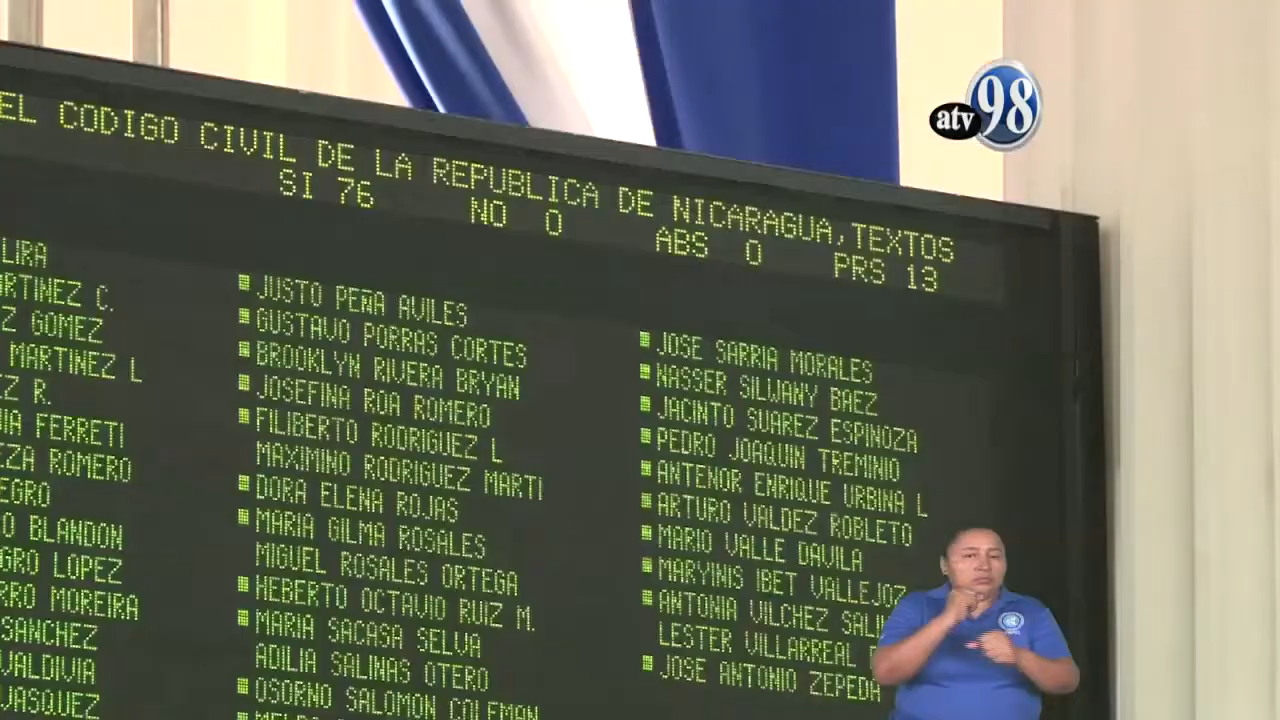 atv 98
EL CODIGO CIVIL DE LA REPUBLICA DE NICARAGUA, TEXTOS
SI 76 NO 0 ABS 0 PRS 13
LIRA
RTINEZ C.
Z GOMEZ
MARTINEZ L
EZ R.
FERRETI
ZA ROMERO
EGRO
O BLANDON
GRO LOPEZ
RRO MOREIRA
SANCHEZ
VALDIVIA
VASQUEZ
JUSTO PEÑA AVILES
GUSTAVO PORRAS CORTES
BROOKLYN RIVERA BRYAN
JOSEFINA ROA ROMERO
FILIBERTO RODRIGUEZ L
MAXIMINO RODRIGUEZ MARTI
DORA ELENA ROJAS
MARIA GILMA ROSALES
MIGUEL ROSALES ORTEGA
HEBERTO OCTAVIO RUIZ M.
MARIA SACASA SELVA
ADILIA SALINAS OTERO
OSORNO SALOMON COLEMAN
JOSE SARRIA MORALES
WASSER SILWANY BAEZ
JACINTO SUAREZ ESPINOZA
PEDRO JOAQUIN TREMINIO
ANTENOR ENRIQUE URBINA L
ARTURO VALDEZ ROBLETO
MARIO VALLE DAVILA
MARYINIS IBET VALLEJOZ
ANTONIA VILCHEZ SALI
LESTER VILLARREAL
JOSE ANTONIO ZEPEDA